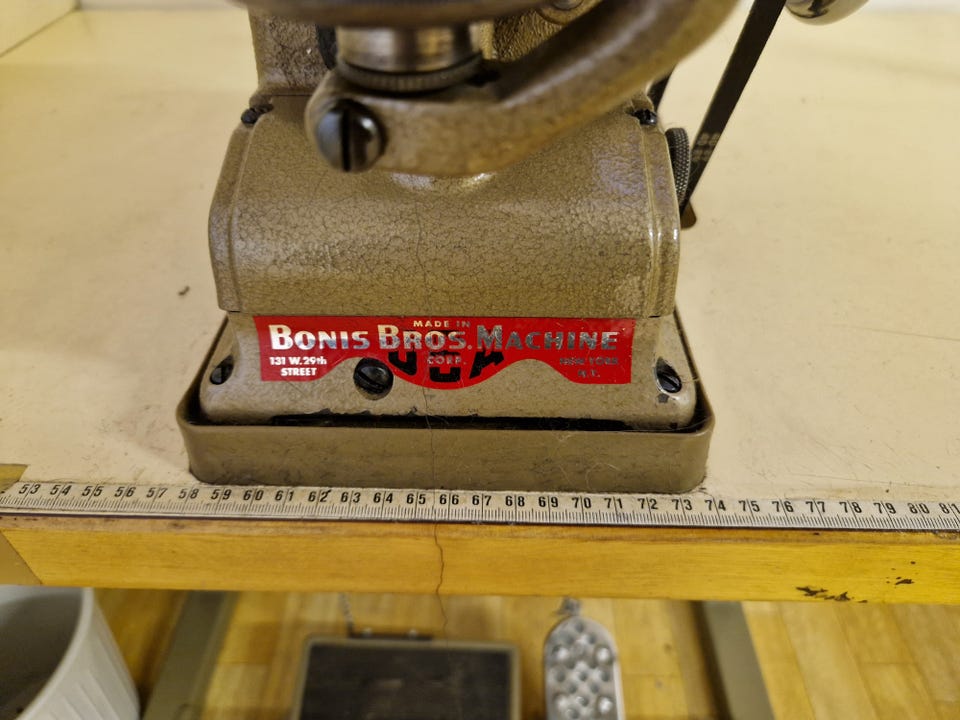 MADE IN
BONIS BROS. MACHINE
CORP.
USA
131 W. 29th
STREET
NEW YORK
N.Y.
53 54 55 56 57 58 59 60 61 62 63 64 65 66 67 68 69 70 71 72 73 74 75 76 77 78 79 80 81